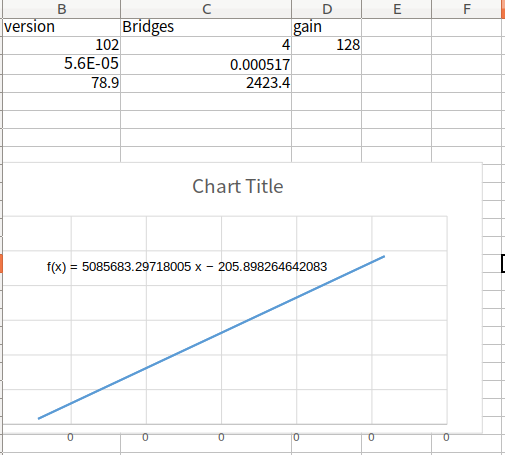 B C D E F
version Bridges gain
102 4 128
5.6E-05 0.000517
78.9 2423.4
Chart Title
f(x) = 5085683.29718005 x − 205.898264642083
0 0 0 0 0 0